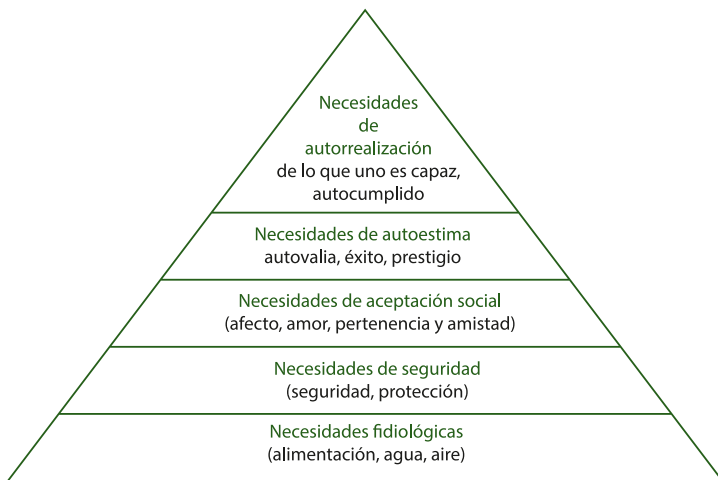 Necesidades
de
autorrealización
de lo que uno es capaz,
autocumplido
Necesidades de autoestima
autovalia, éxito, prestigio
Necesidades de aceptación social
(afecto, amor, pertenencia y amistad)
Necesidades de seguridad
(seguridad, protección)
Necesidades fidiológicas
(alimentación, agua, aire)